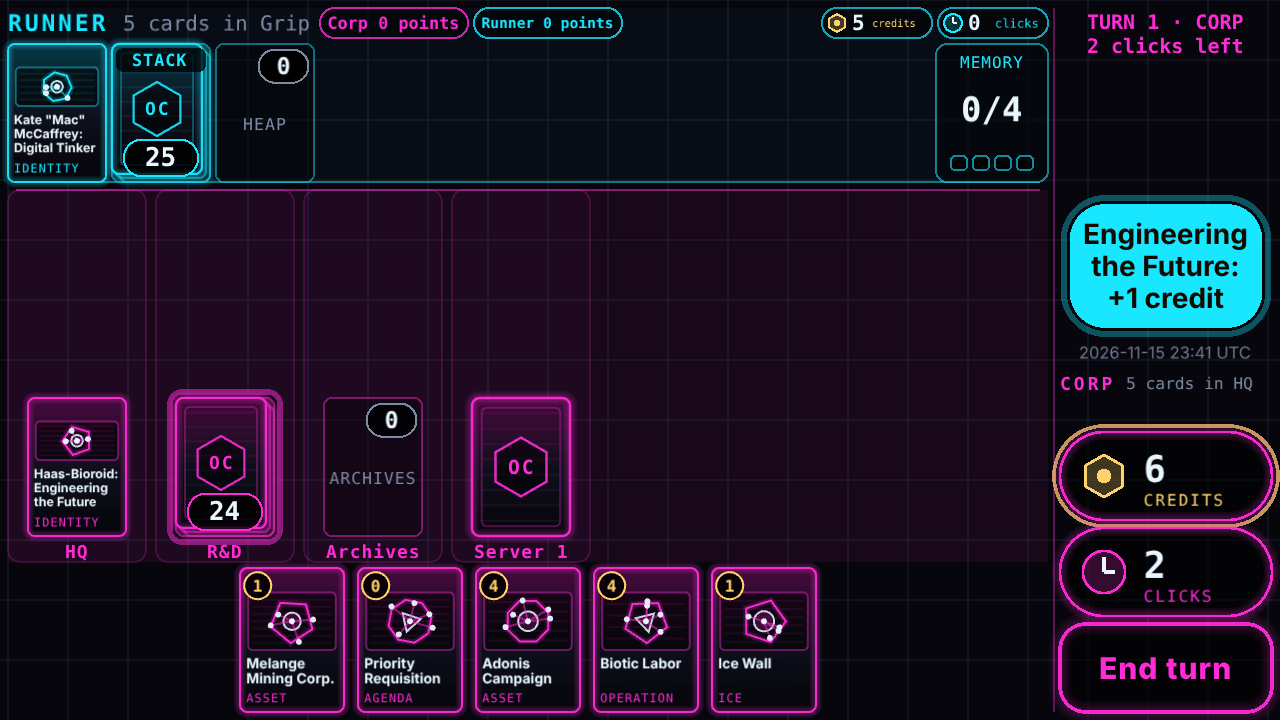 RUNNER 5 cards in Grip Corp 0 points Runner 0 points 5 credits 0 clicks
TURN 1 · CORP
2 clicks left
Kate "Mac"
McCaffrey:
Digital Tinker
IDENTITY
STACK
OC
25
0
HEAP
MEMORY
0/4
Engineering
the Future:
+1 credit
2026-11-15 23:41 UTC
CORP 5 cards in HQ
Haas-Bioroid:
Engineering
the Future
IDENTITY
HQ
OC
24
R&D
0
ARCHIVES
Archives
OC
Server 1
6
CREDITS
2
CLICKS
End turn
1
Melange
Mining Corp.
ASSET
0
Priority
Requisition
AGENDA
4
Adonis
Campaign
ASSET
4
Biotic Labor
OPERATION
1
Ice Wall
ICE